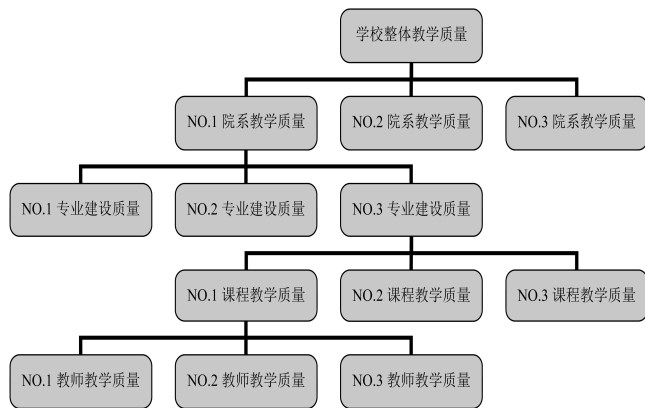 学校整体教学质量
NO.1 院系教学质量
NO.2 院系教学质量
NO.3 院系教学质量
NO.1 专业建设质量
NO.2 专业建设质量
NO.3 专业建设质量
NO.1 课程教学质量
NO.2 课程教学质量
NO.3 课程教学质量
NO.1 教师教学质量
NO.2 教师教学质量
NO.3 教师教学质量